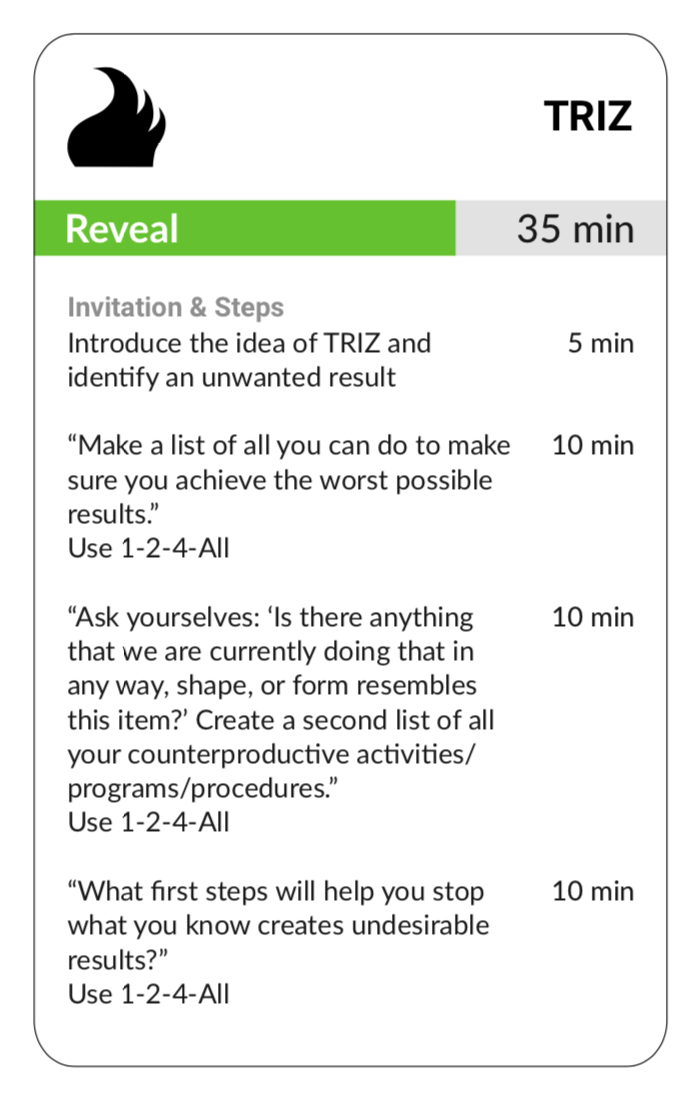 TRIZ
Reveal 35 min
Invitation & Steps
Introduce the idea of TRIZ and 5 min
identify an unwanted result
“Make a list of all you can do to make 10 min
sure you achieve the worst possible
results.”
Use 1-2-4-All
“Ask yourselves: ‘Is there anything 10 min
that we are currently doing that in
any way, shape, or form resembles
this item?’ Create a second list of all
your counterproductive activities/
programs/procedures.”
Use 1-2-4-All
“What first steps will help you stop 10 min
what you know creates undesirable
results?”
Use 1-2-4-All